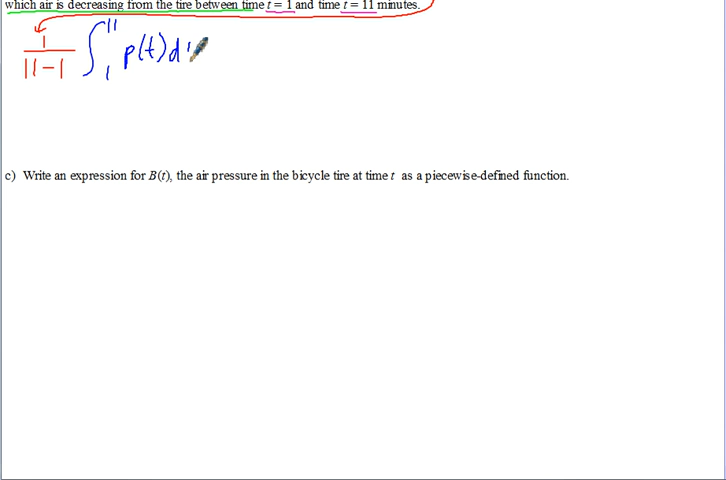 which air is decreasing from the tire between time t = 1 and time t = 11 minutes.
1/(11-1) ∫₁¹¹ p(t)d
c) Write an expression for B(t), the air pressure in the bicycle tire at time t as a piecewise-defined function.